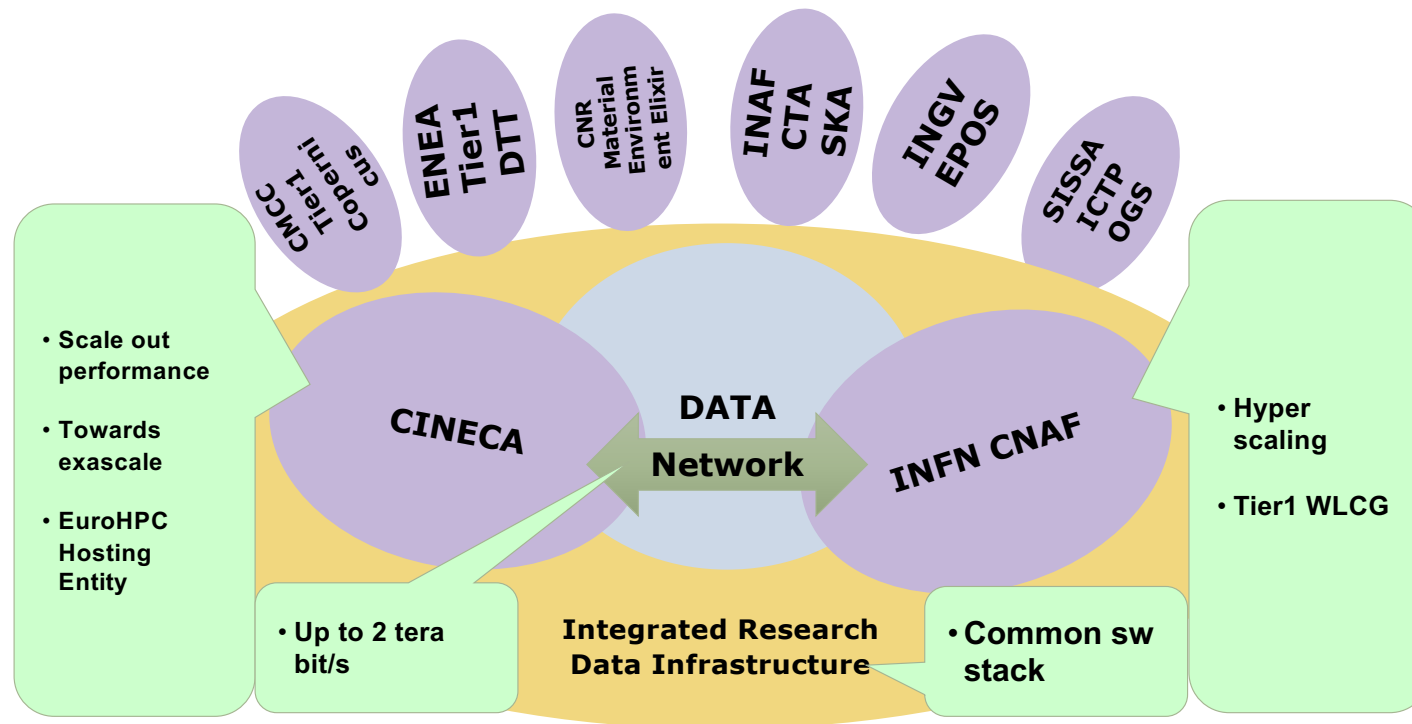 CMCC
Tier1
Coperni
cus
ENEA
Tier1
DTT
CNR
Material
Environm
ent Elixir
INAF
CTA
SKA
INGV
EPOS
SISSA
ICTP
OGS
• Scale out
performance
• Towards
exascale
• EuroHPC
Hosting
Entity
CINECA
DATA
Network
INFN CNAF
• Hyper
scaling
• Tier1 WLCG
• Up to 2 tera
bit/s
Integrated Research
Data Infrastructure
• Common sw
stack